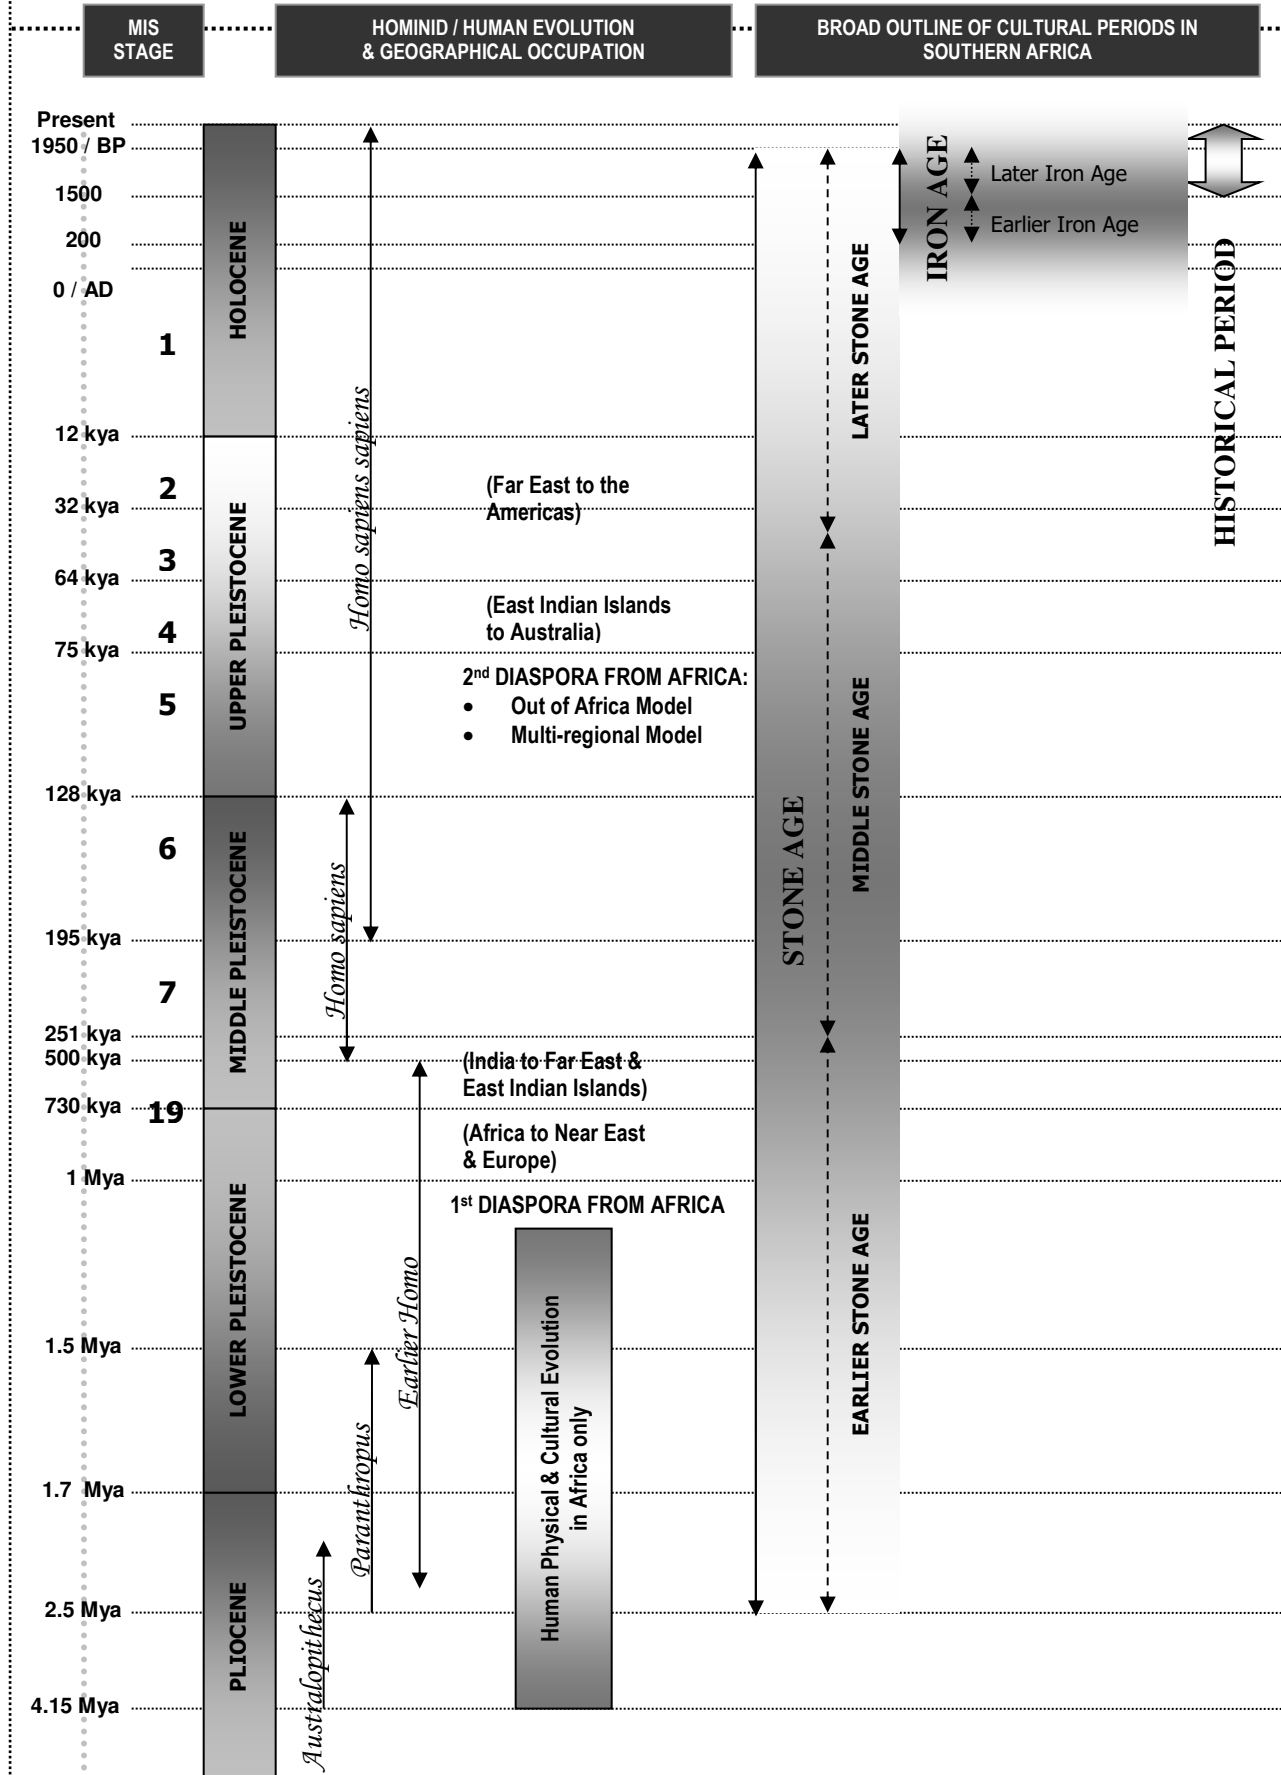 MIS
STAGE
HOMINID / HUMAN EVOLUTION
& GEOGRAPHICAL OCCUPATION
BROAD OUTLINE OF CULTURAL PERIODS IN
SOUTHERN AFRICA
Present
1950 / BP
1500
200
0 / AD
12 kya
32 kya
64 kya
75 kya
128 kya
195 kya
251 kya
500 kya
730 kya
1 Mya
1.5 Mya
1.7 Mya
2.5 Mya
4.15 Mya
1
2
3
4
5
6
7
19
HOLOCENE
UPPER PLEISTOCENE
MIDDLE PLEISTOCENE
LOWER PLEISTOCENE
PLIOCENE
Homo sapiens sapiens
Homo sapiens
Earlier Homo
Paranthropus
Australopithecus
(Far East to the
Americas)
(East Indian Islands
to Australia)
2nd DIASPORA FROM AFRICA:
• Out of Africa Model
• Multi-regional Model
(India to Far East &
East Indian Islands)
(Africa to Near East
& Europe)
1st DIASPORA FROM AFRICA
Human Physical & Cultural Evolution
in Africa only
STONE AGE
LATER STONE AGE
MIDDLE STONE AGE
EARLIER STONE AGE
IRON AGE
Later Iron Age
Earlier Iron Age
HISTORICAL PERIOD